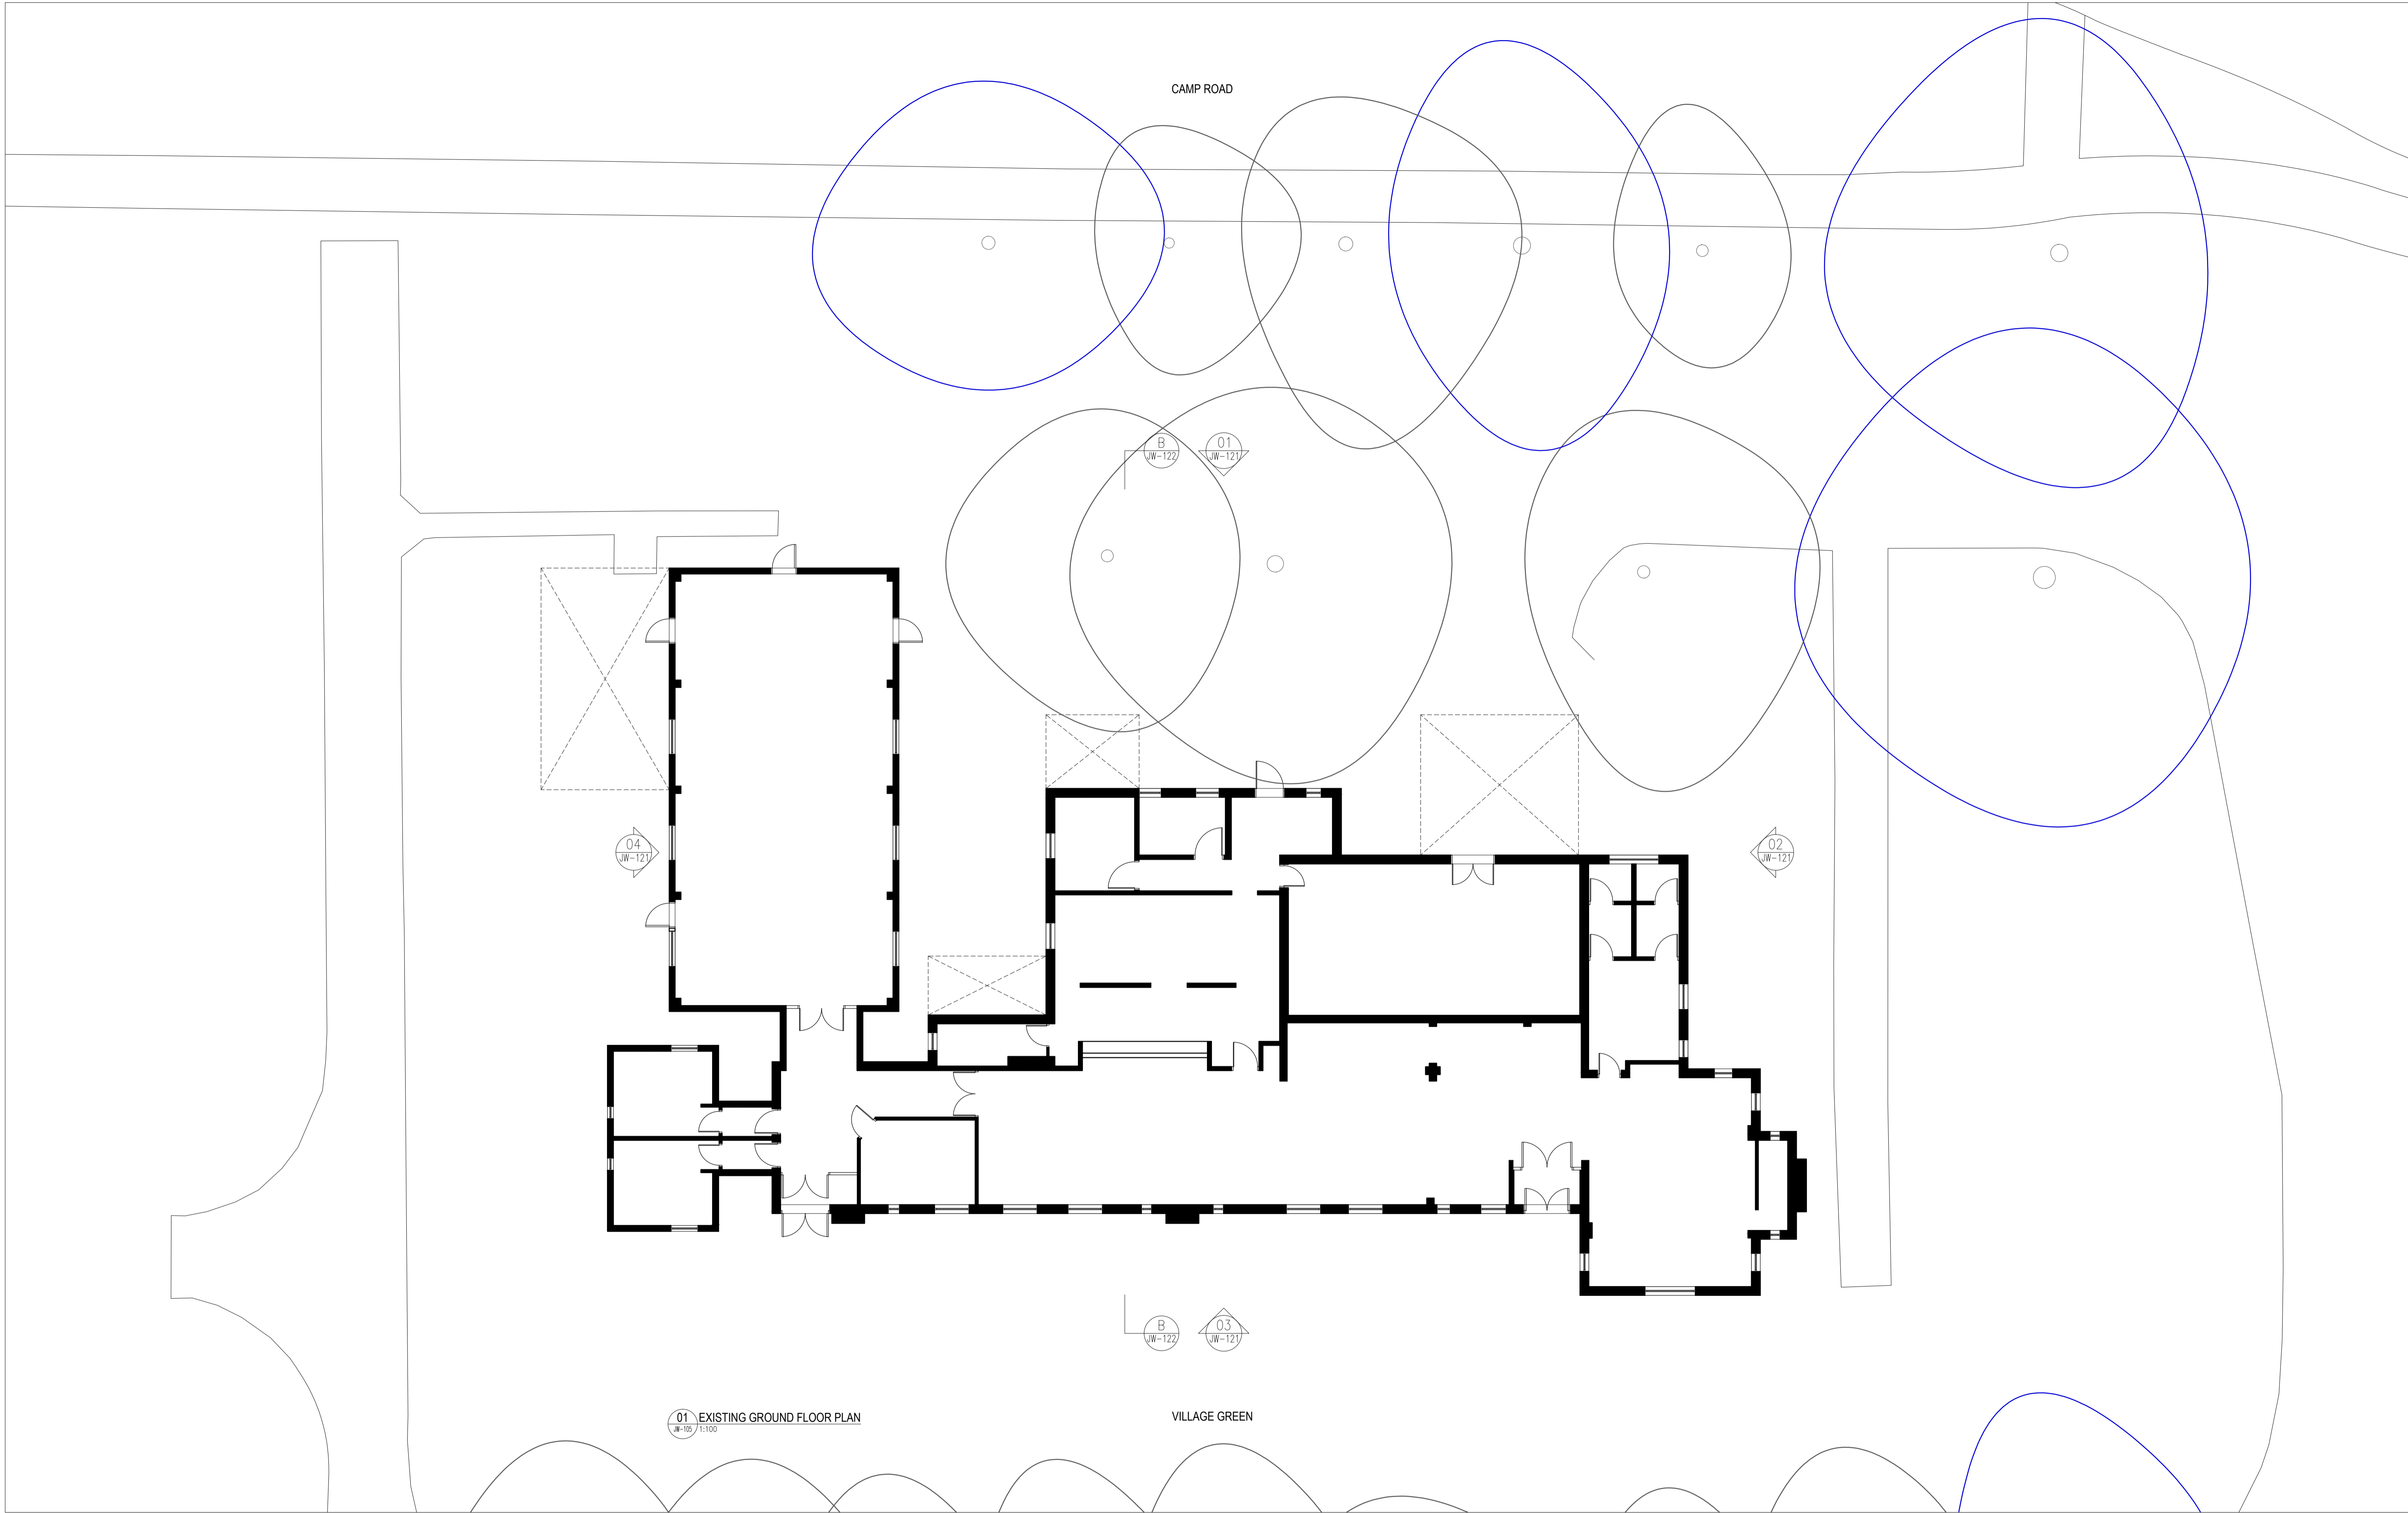 CAMP ROAD
B
JW-122
01
JW-121
04
JW-121
02
JW-121
B
JW-122
03
JW-121
01 EXISTING GROUND FLOOR PLAN
JW-105 1:100
VILLAGE GREEN